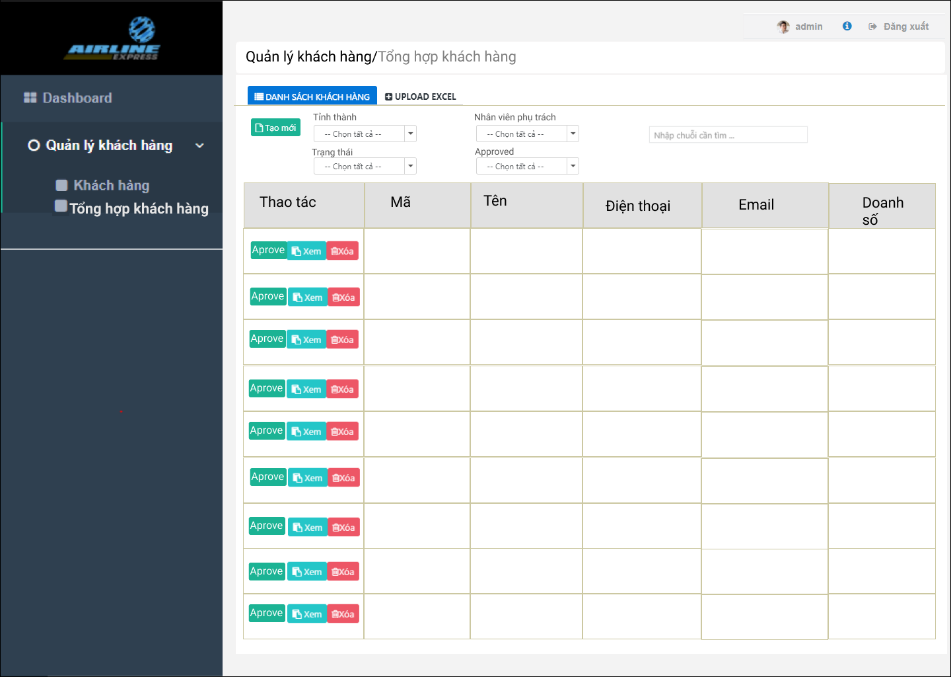 AIRLINE
EXPRESS
admin
Đăng xuất
Dashboard
Quản lý khách hàng
Khách hàng
Tổng hợp khách hàng
Quản lý khách hàng/Tổng hợp khách hàng
DANH SÁCH KHÁCH HÀNG
UPLOAD EXCEL
Tạo mới
Tỉnh thành
-- Chọn tất cả --
Nhân viên phụ trách
-- Chọn tất cả --
Nhập chuỗi cần tìm ...
Trạng thái
-- Chọn tất cả --
Approved
-- Chọn tất cả --
Thao tác Mã Tên Điện thoại Email Doanh
số
Aprove Xem Xóa
Aprove Xem Xóa
Aprove Xem Xóa
Aprove Xem Xóa
Aprove Xem Xóa
Aprove Xem Xóa
Aprove Xem Xóa
Aprove Xem Xóa
Aprove Xem Xóa